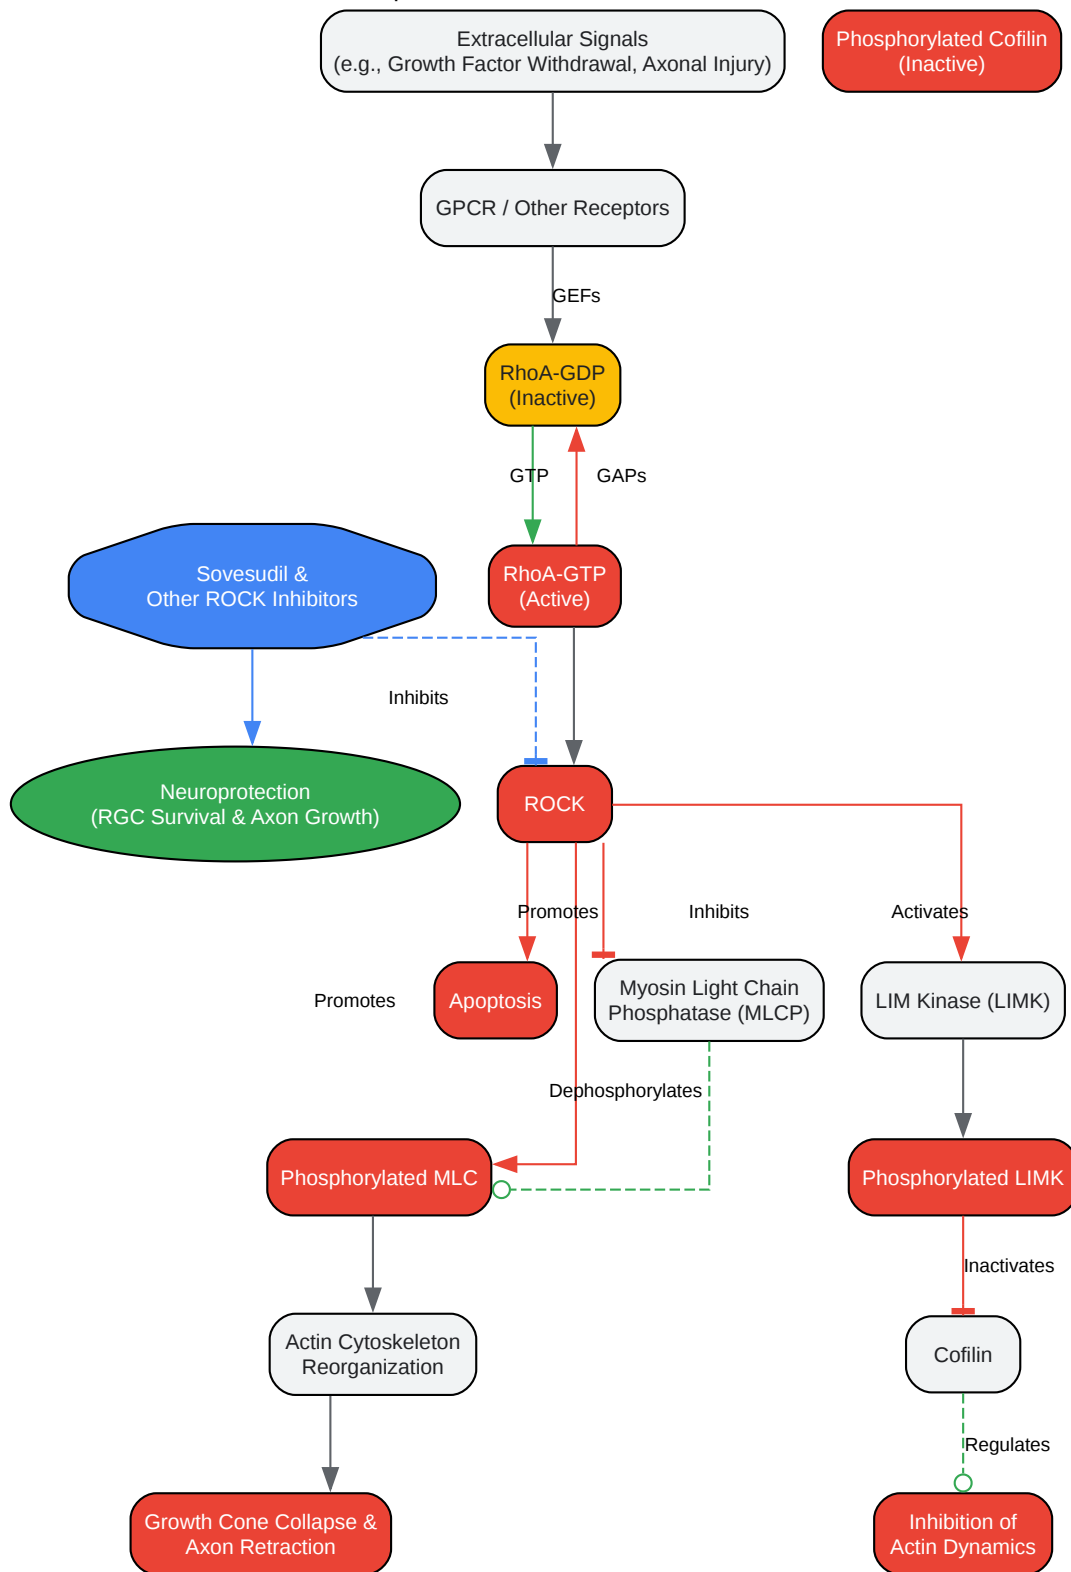 Extracellular Signals
(e.g., Growth Factor Withdrawal, Axonal Injury)
Phosphorylated Cofilin
(Inactive)
GPCR / Other Receptors
GEFs
RhoA-GDP
(Inactive)
GTP
GAPs
Sovesudil &
Other ROCK Inhibitors
RhoA-GTP
(Active)
Inhibits
Neuroprotection
(RGC Survival & Axon Growth)
ROCK
Promotes
Inhibits
Activates
Promotes
Apoptosis
Myosin Light Chain
Phosphatase (MLCP)
LIM Kinase (LIMK)
Dephosphorylates
Phosphorylated MLC
Phosphorylated LIMK
Inactivates
Actin Cytoskeleton
Reorganization
Cofilin
Regulates
Growth Cone Collapse &
Axon Retraction
Inhibition of
Actin Dynamics